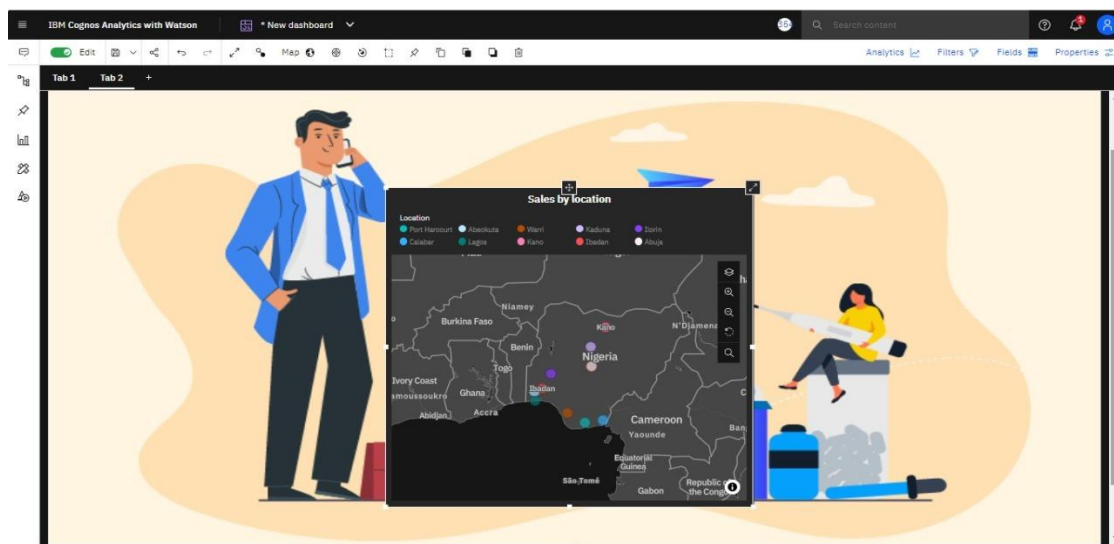 IBM Cognos Analytics with Watson
* New dashboard
Search content
Edit
Map
Analytics
Filters
Fields
Properties
Tab 1
Tab 2
+
Sales by location
Location
Port Harcourt Abeokuta Warri Kaduna Ilorin
Calabar Lagos Kano Ibadan Abuja
Niamey
Burkina Faso
Kano
N'Djamena
Benin
Nigeria
Togo
Ivory Coast
Ibadan
Ghana
amoussoukro
Abidjan
Accra
Cameroon
Ban
Yaounde
Equatorial
Guinea
São Tomé
Gabon
Republic o
the Congo